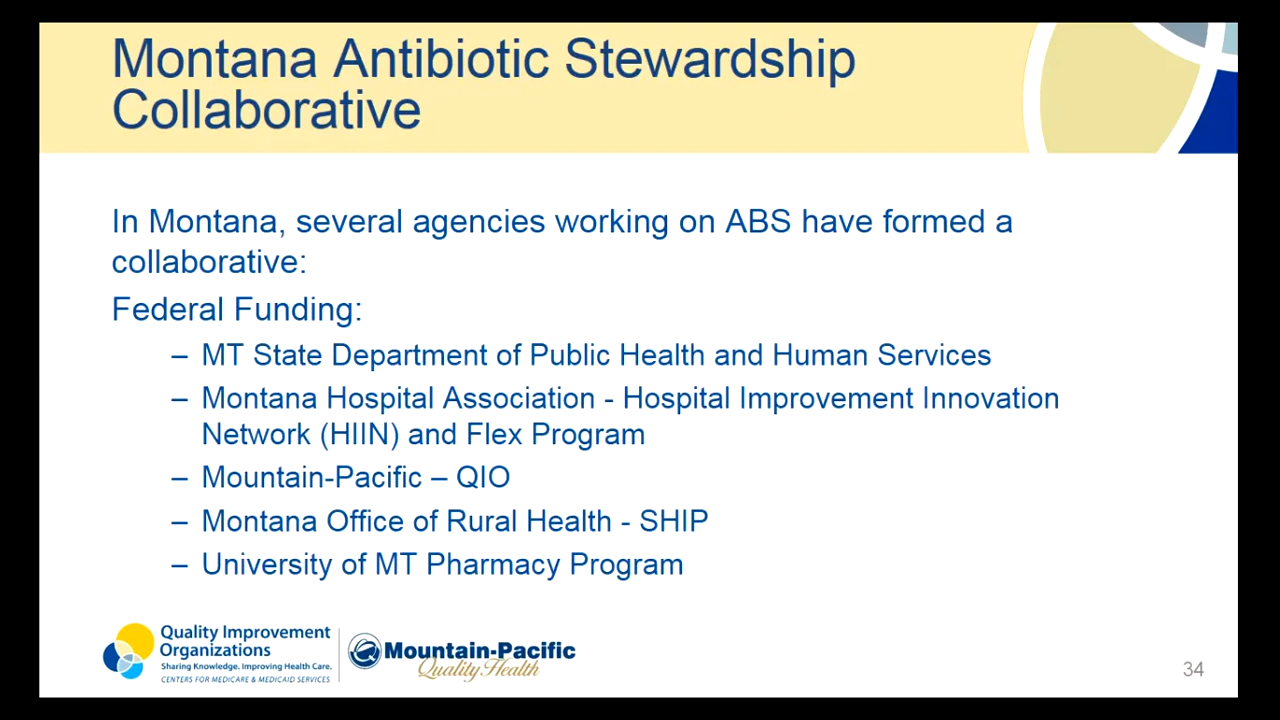 Montana Antibiotic Stewardship
Collaborative
In Montana, several agencies working on ABS have formed a
collaborative:
Federal Funding:
– MT State Department of Public Health and Human Services
– Montana Hospital Association - Hospital Improvement Innovation
Network (HIIN) and Flex Program
– Mountain-Pacific – QIO
– Montana Office of Rural Health - SHIP
– University of MT Pharmacy Program
Quality Improvement
Organizations
Sharing Knowledge. Improving Health Care.
CENTERS FOR MEDICARE & MEDICAID SERVICES
Mountain-Pacific
Quality Health
34